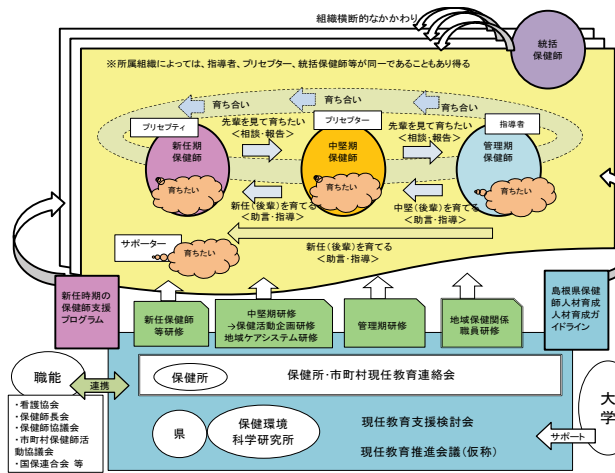 組織横断的なかかわり
統括
保健師
※所属組織によっては、指導者、プリセプター、統括保健師等が同一であることもあり得る
育ち合い
育ち合い
育ち合い
プリセプティ
プリセプター
指導者
新任期
保健師
先輩を見て育ちたい
<相談・報告>
中堅期
保健師
先輩を見て育ちたい
<相談・報告>
管理期
保健師
育ちたい
育ちたい
育ちたい
新任(後輩)を育てる
<助言・指導>
中堅(後輩)を育てる
<助言・指導>
サポーター
育ちたい
新任(後輩)を育てる
<助言・指導>
新任時期の
保健師支援
プログラム
新任保健師
等研修
中堅期研修
→保健活動企画研修
地域ケアシステム研修
管理期研修
地域保健関係
職員研修
島根県保健
師人材育成
人材育成ガ
イドライン
職能
連携
・看護協会
・保健師長会
・保健師協議会
・市町村保健師活
動協議会
・国保連合会 等
保健所
保健所・市町村現任教育連絡会
県
保健環境
科学研究所
現任教育支援検討会
現任教育推進会議(仮称)
大
学
サポート